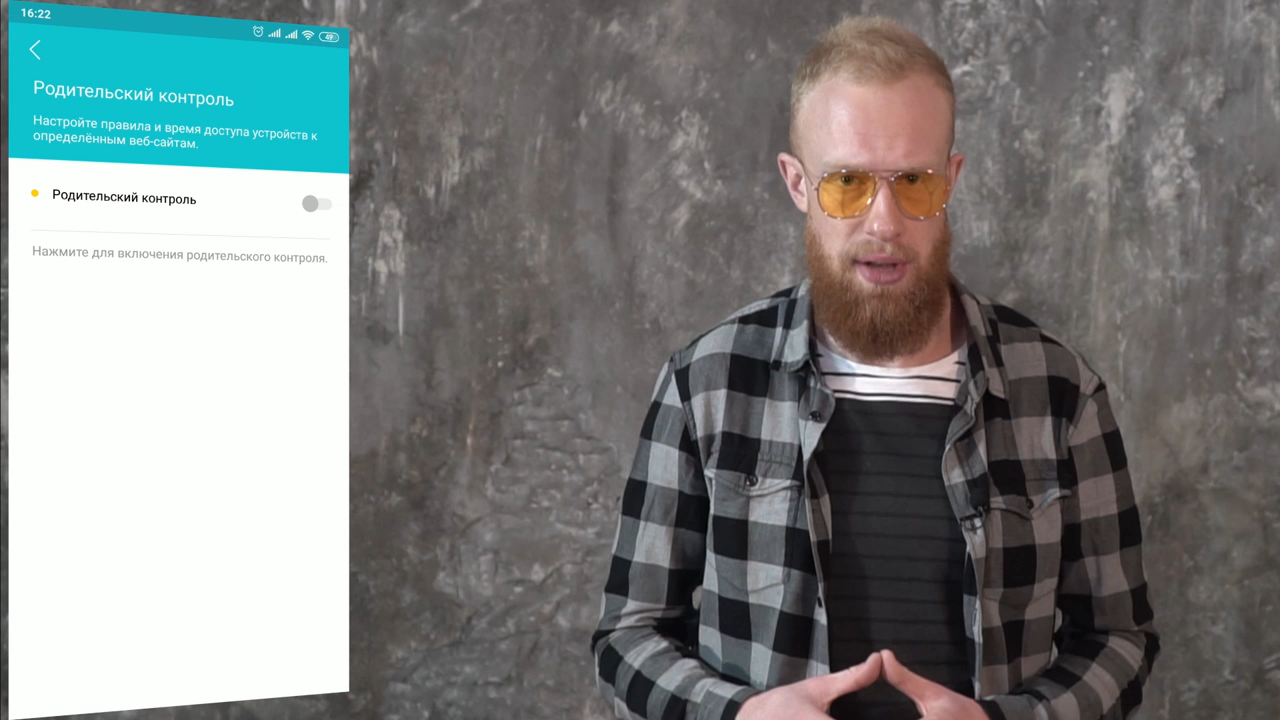 16:22
49
Родительский контроль
Настройте правила и время доступа устройств к
определённым веб-сайтам.
Родительский контроль
Нажмите для включения родительского контроля.